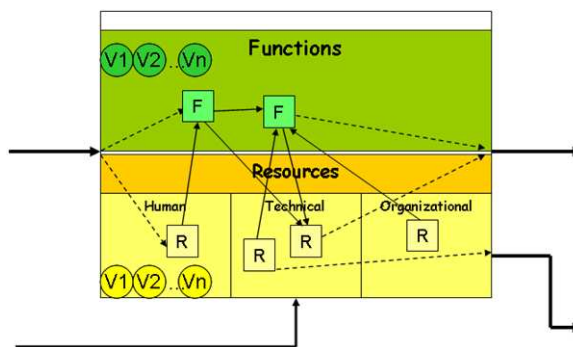 Functions
V1 V2 ...Vn
F F
Resources
Human Technical Organizational
R R R R
V1 V2 ...Vn